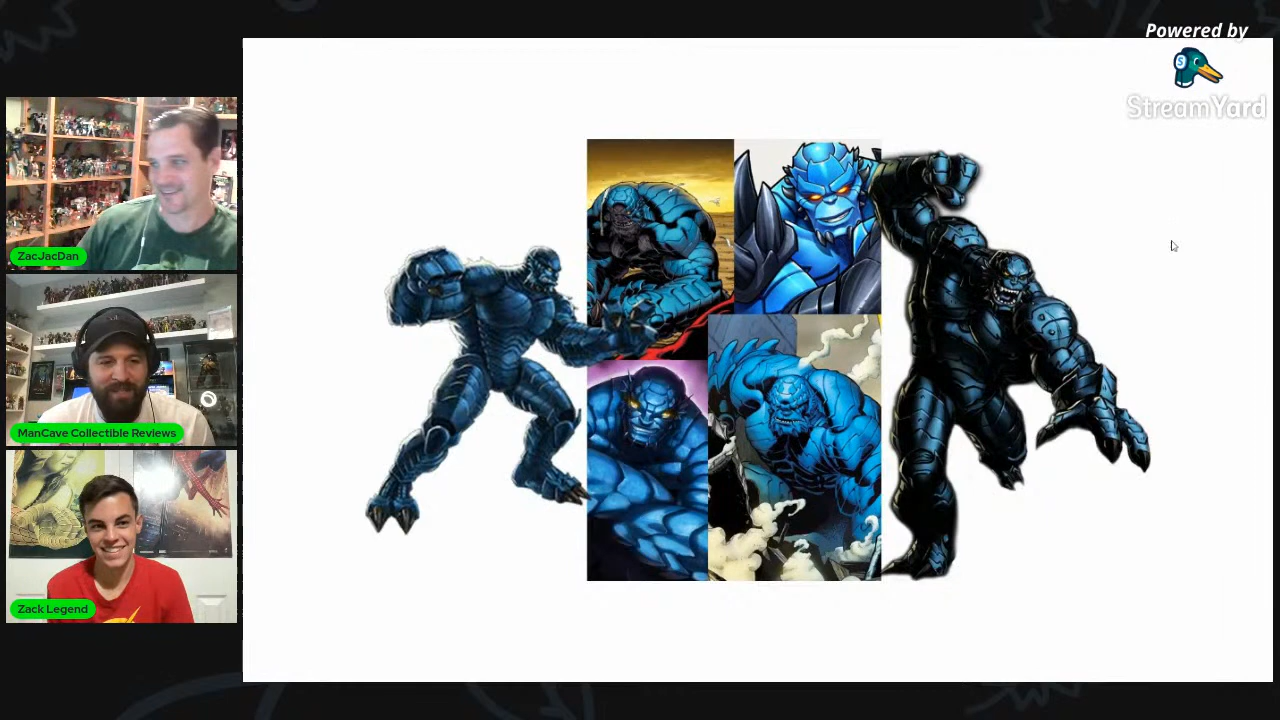 Powered by
S
StreamYard
ZacJacDan
ManCave Collectible Reviews
Zack Legend